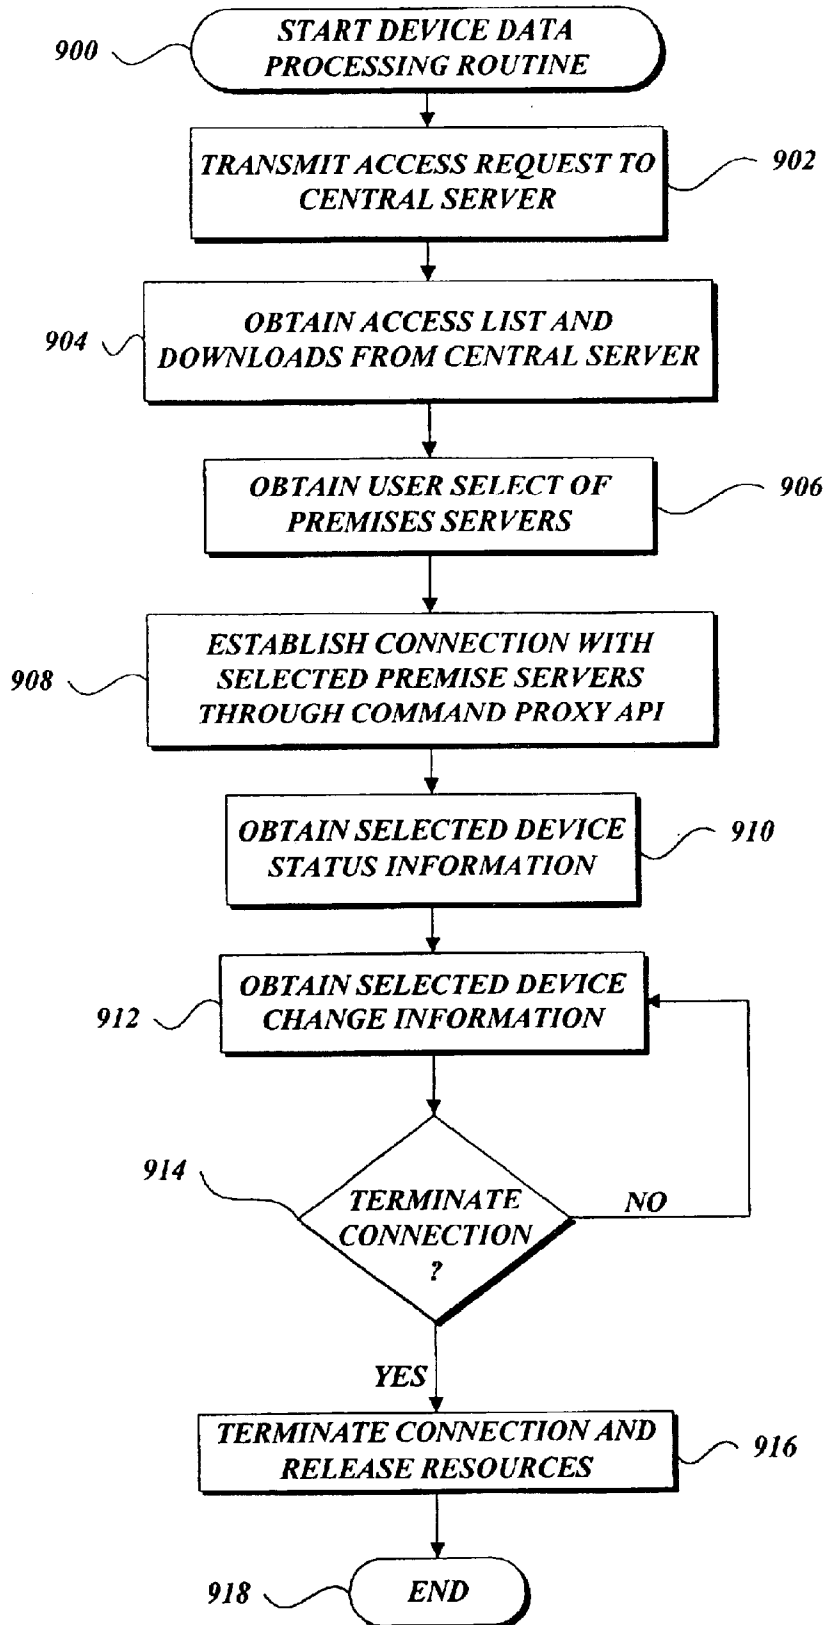 900
START DEVICE DATA
PROCESSING ROUTINE
TRANSMIT ACCESS REQUEST TO
CENTRAL SERVER
902
904
OBTAIN ACCESS LIST AND
DOWNLOADS FROM CENTRAL SERVER
OBTAIN USER SELECT OF
PREMISES SERVERS
906
908
ESTABLISH CONNECTION WITH
SELECTED PREMISE SERVERS
THROUGH COMMAND PROXY API
OBTAIN SELECTED DEVICE
STATUS INFORMATION
910
912
OBTAIN SELECTED DEVICE
CHANGE INFORMATION
914
TERMINATE
CONNECTION
?
NO
YES
TERMINATE CONNECTION AND
RELEASE RESOURCES
916
918
END